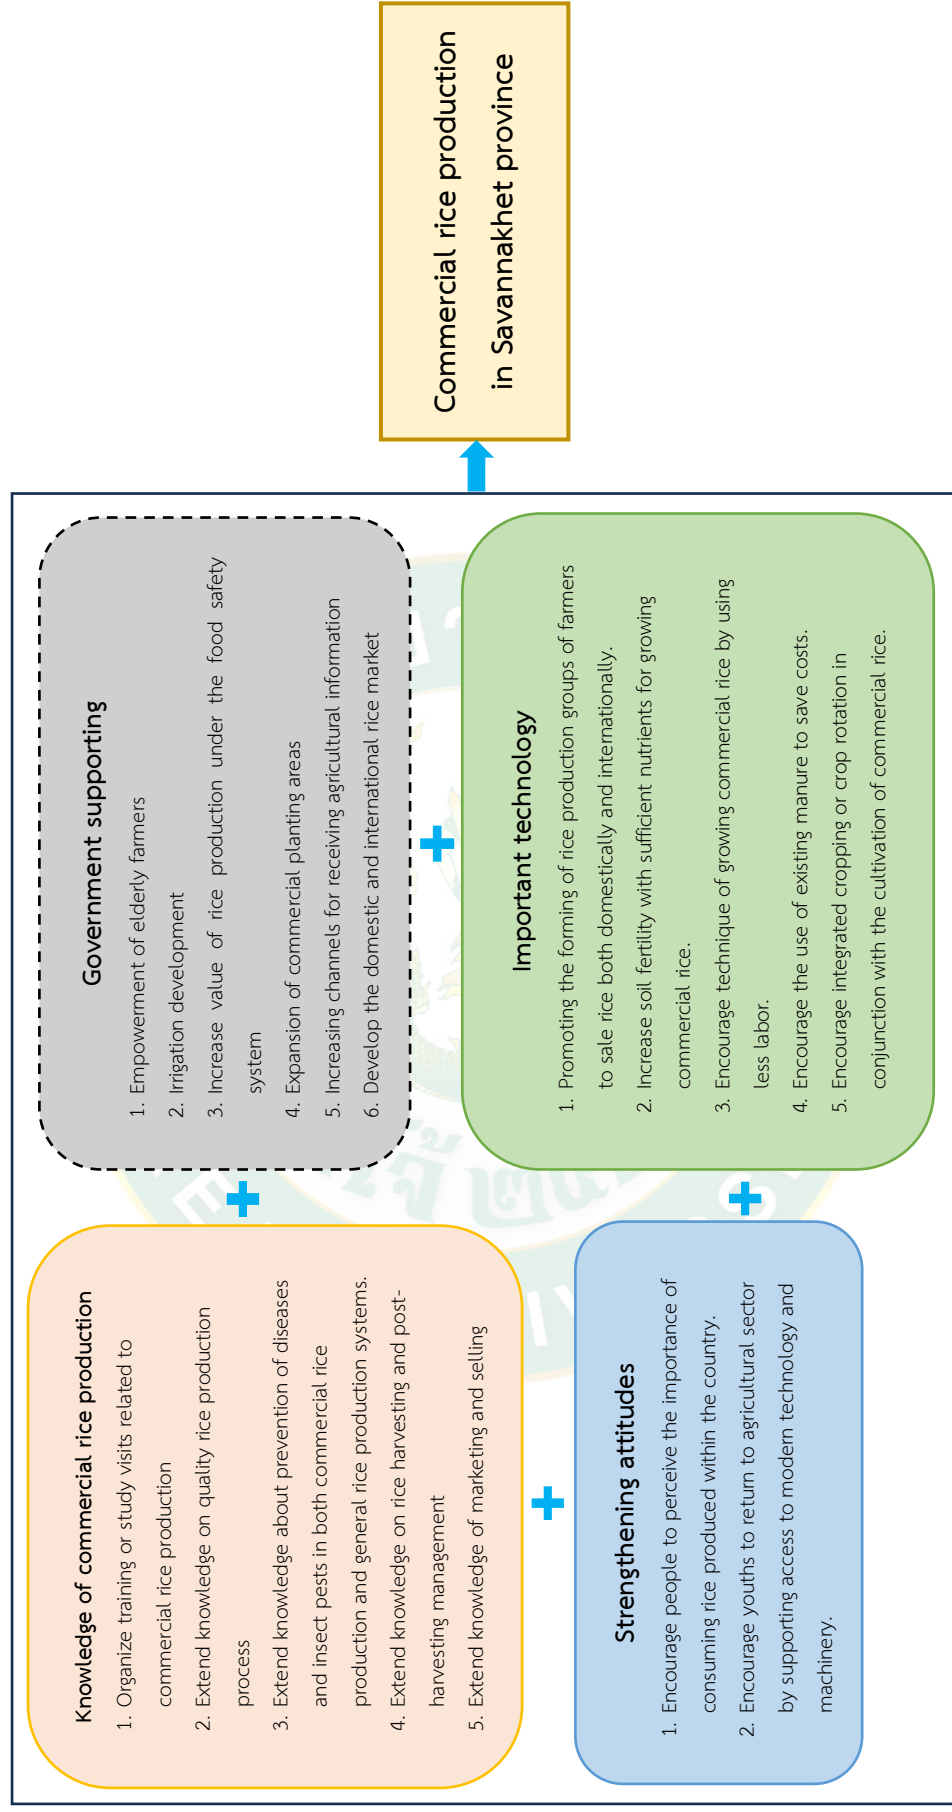 Knowledge of commercial rice production
1. Organize training or study visits related to
commercial rice production
2. Extend knowledge on quality rice production
process
3. Extend knowledge about prevention of diseases
and insect pests in both commercial rice
production and general rice production systems.
4. Extend knowledge on rice harvesting and post-
harvesting management
5. Extend knowledge of marketing and selling
Government supporting
1. Empowerment of elderly farmers
2. Irrigation development
3. Increase value of rice production under the food safety
system
4. Expansion of commercial planting areas
5. Increasing channels for receiving agricultural information
6. Develop the domestic and international rice market
Strengthening attitudes
1. Encourage people to perceive the importance of
consuming rice produced within the country.
2. Encourage youths to return to agricultural sector
by supporting access to modern technology and
machinery.
Important technology
1. Promoting the forming of rice production groups of farmers
to sale rice both domestically and internationally.
2. Increase soil fertility with sufficient nutrients for growing
commercial rice.
3. Encourage technique of growing commercial rice by using
less labor.
4. Encourage the use of existing manure to save costs.
5. Encourage integrated cropping or crop rotation in
conjunction with the cultivation of commercial rice.
Commercial rice production
in Savannakhet province